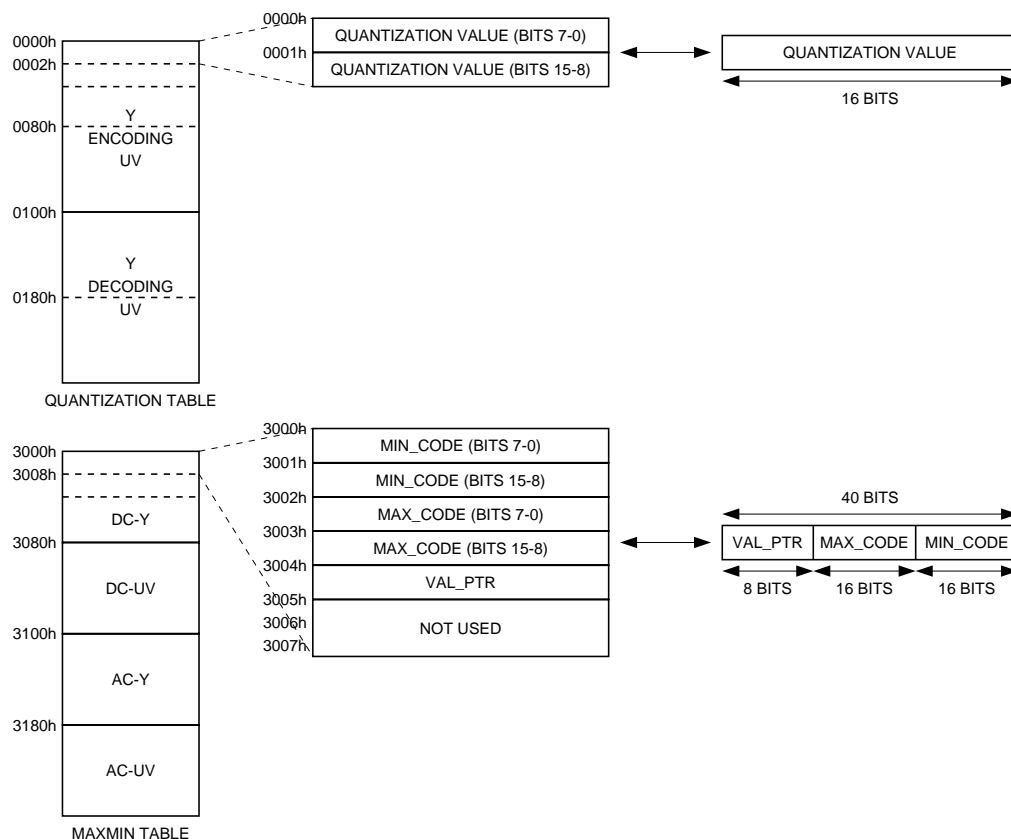 0000h
0002h
0080h
0100h
0180h
Y
ENCODING
UV
Y
DECODING
UV
QUANTIZATION TABLE
0000h
0001h
QUANTIZATION VALUE (BITS 7-0)
QUANTIZATION VALUE (BITS 15-8)
QUANTIZATION VALUE
16 BITS
3000h
3008h
3080h
3100h
3180h
DC-Y
DC-UV
AC-Y
AC-UV
MAXMIN TABLE
3000h
3001h
3002h
3003h
3004h
3005h
3006h
3007h
MIN_CODE (BITS 7-0)
MIN_CODE (BITS 15-8)
MAX_CODE (BITS 7-0)
MAX_CODE (BITS 15-8)
VAL_PTR
NOT USED
40 BITS
VAL_PTR MAX_CODE MIN_CODE
8 BITS 16 BITS 16 BITS